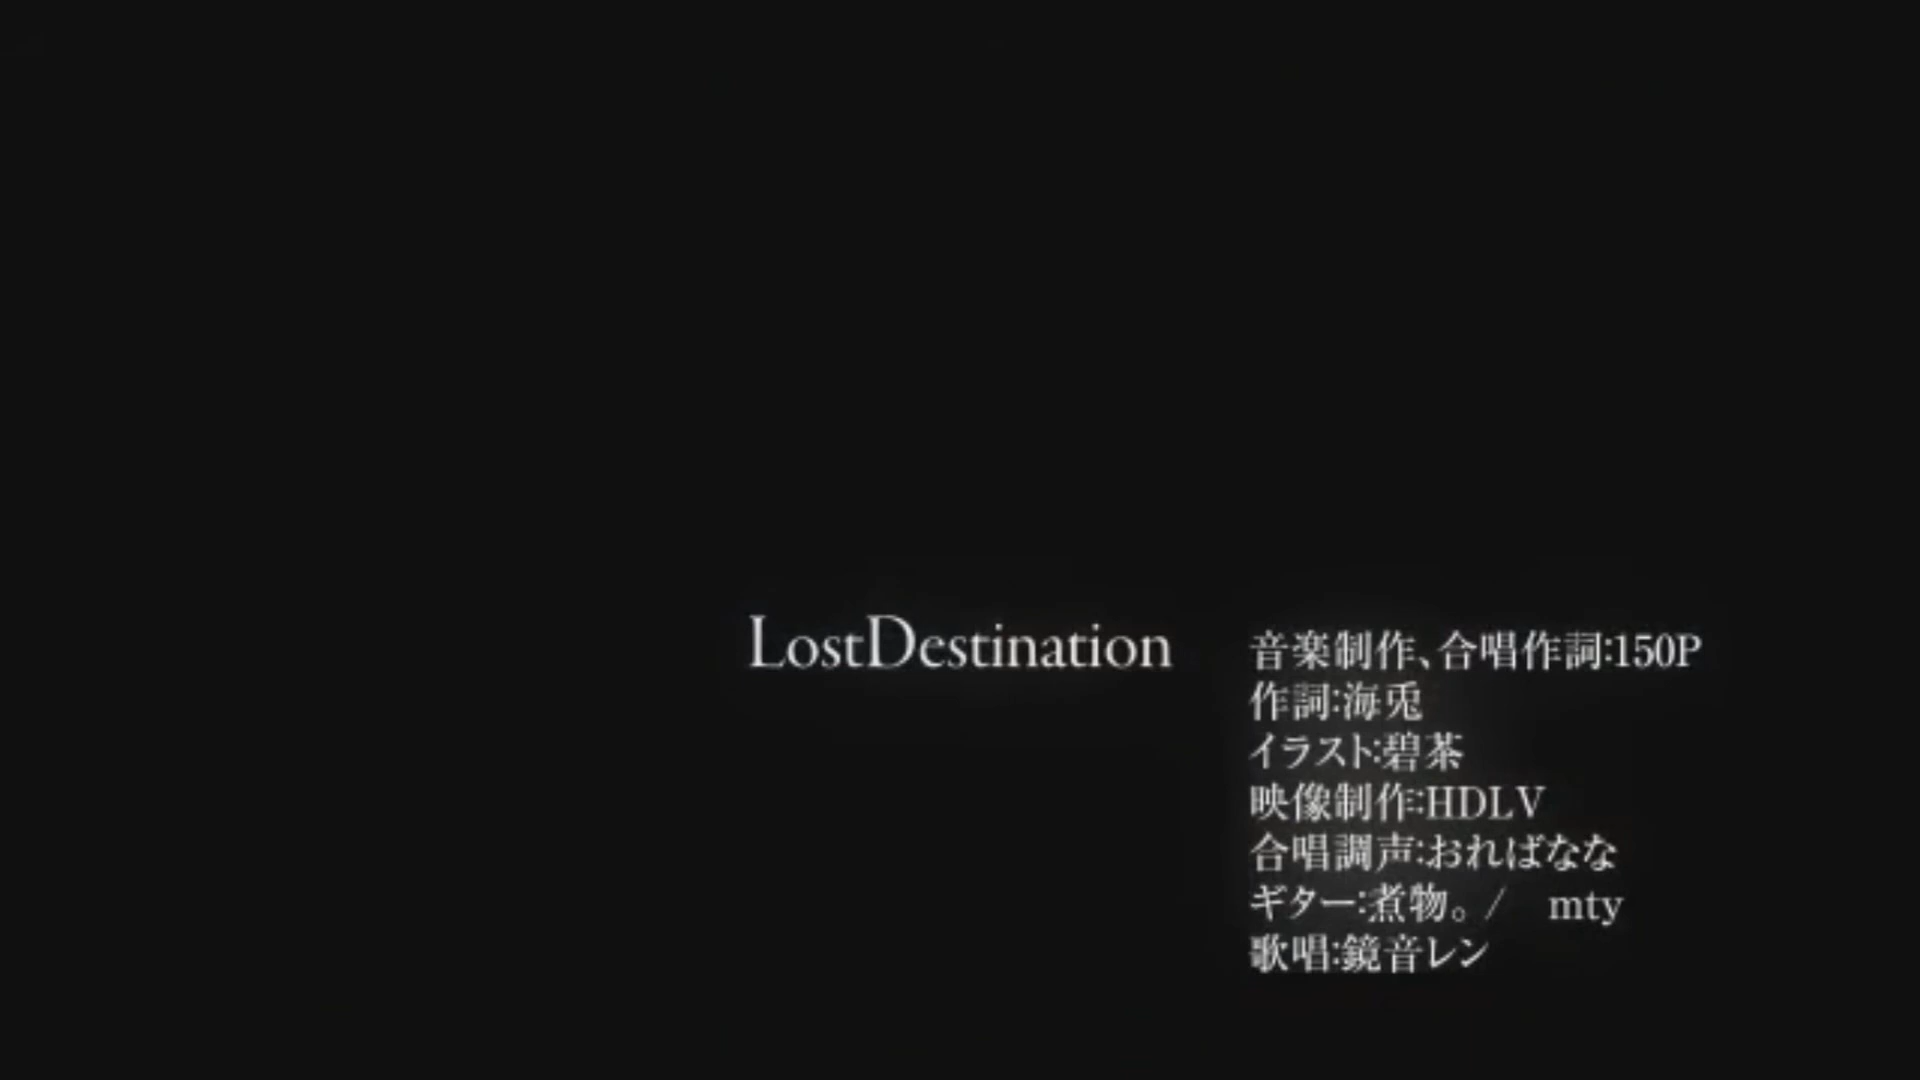 LostDestination
音楽制作、合唱作詞:150P
作詞:海兎
イラスト:碧茶
映像制作:HDLV
合唱調声:おればなな
ギター:煮物。/　mty
歌唱:鏡音レン